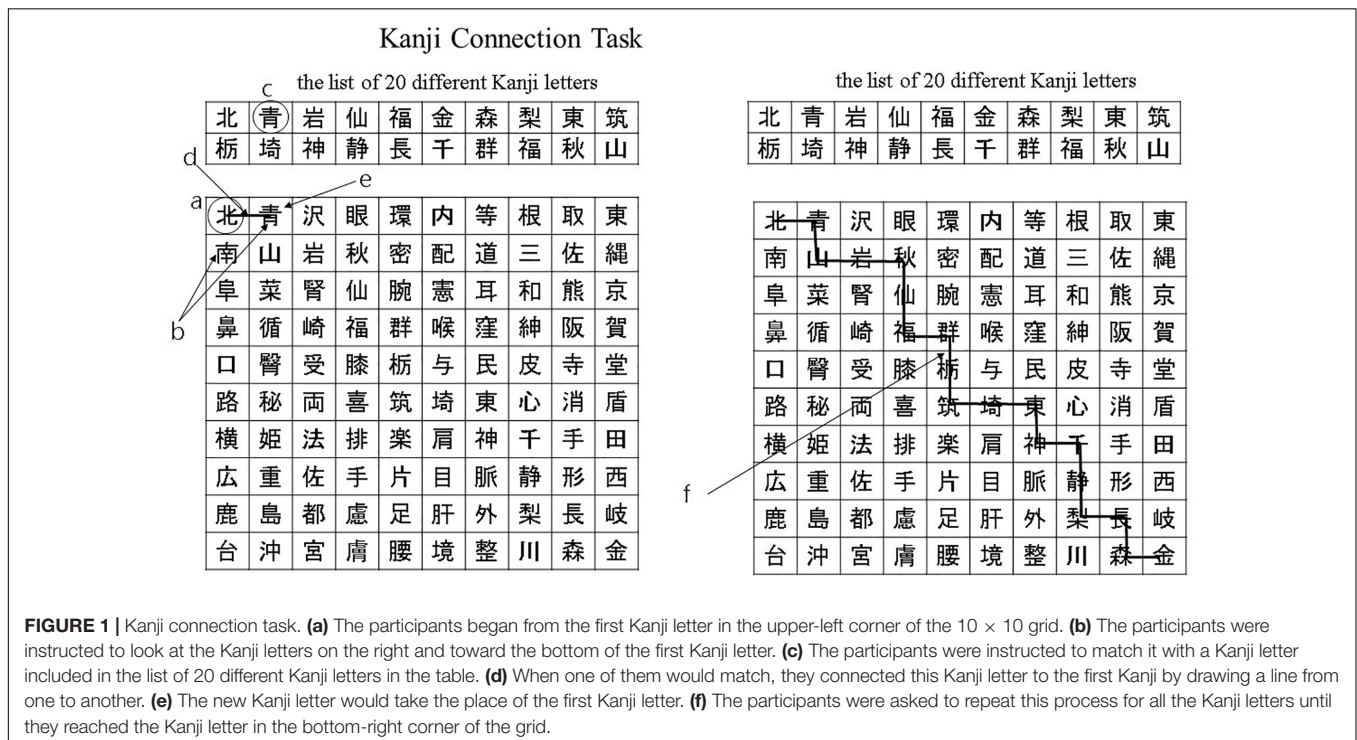 Kanji Connection Task
the list of 20 different Kanji letters
c
北 青 岩 仙 福 金 森 梨 東 筑
栃 埼 神 静 長 千 群 福 秋 山
d
e
a
b
北 青 沢 眼 環 内 等 根 取 東
南 山 岩 秋 密 配 道 三 佐 縄
阜 菜 腎 仙 腕 憲 耳 和 熊 京
鼻 循 崎 福 群 喉 窪 紳 阪 賀
口 臀 受 膝 栃 与 民 皮 寺 堂
路 秘 両 喜 筑 埼 東 心 消 盾
横 姫 法 排 楽 肩 神 千 手 田
広 重 佐 手 片 目 脈 静 形 西
鹿 島 都 慮 足 肝 外 梨 長 岐
台 沖 宮 膚 腰 境 整 川 森 金
the list of 20 different Kanji letters
北 青 岩 仙 福 金 森 梨 東 筑
栃 埼 神 静 長 千 群 福 秋 山
北 青 沢 眼 環 内 等 根 取 東
南 山 岩 秋 密 配 道 三 佐 縄
阜 菜 腎 仙 腕 憲 耳 和 熊 京
鼻 循 崎 福 群 喉 窪 紳 阪 賀
口 臀 受 膝 栃 与 民 皮 寺 堂
路 秘 両 喜 筑 埼 東 心 消 盾
横 姫 法 排 楽 肩 神 千 手 田
広 重 佐 手 片 目 脈 静 形 西
鹿 島 都 慮 足 肝 外 梨 長 岐
台 沖 宮 膚 腰 境 整 川 森 金
f
FIGURE 1 | Kanji connection task. (a) The participants began from the first Kanji letter in the upper-left corner of the 10 × 10 grid. (b) The participants were
instructed to look at the Kanji letters on the right and toward the bottom of the first Kanji letter. (c) The participants were instructed to match it with a Kanji letter
included in the list of 20 different Kanji letters in the table. (d) When one of them would match, they connected this Kanji letter to the first Kanji by drawing a line from
one to another. (e) The new Kanji letter would take the place of the first Kanji letter. (f) The participants were asked to repeat this process for all the Kanji letters until
they reached the Kanji letter in the bottom-right corner of the grid.